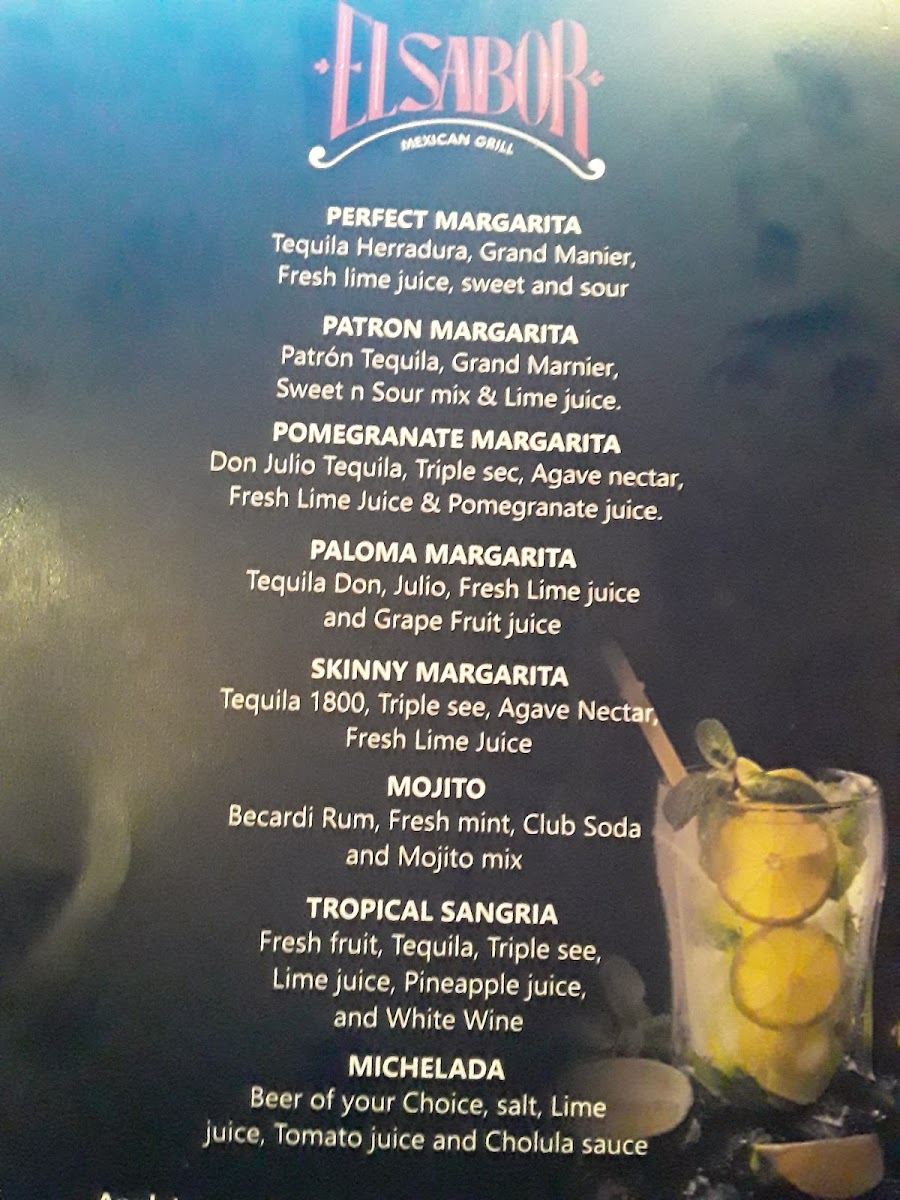 EL SABOR
MEXICAN GRILL
PERFECT MARGARITA
Tequila Herradura, Grand Manier,
Fresh lime juice, sweet and sour
PATRON MARGARITA
Patrón Tequila, Grand Marnier,
Sweet n Sour mix & Lime juice.
POMEGRANATE MARGARITA
Don Julio Tequila, Triple sec, Agave nectar,
Fresh Lime Juice & Pomegranate juice.
PALOMA MARGARITA
Tequila Don, Julio, Fresh Lime juice
and Grape Fruit juice
SKINNY MARGARITA
Tequila 1800, Triple see, Agave Nectar,
Fresh Lime Juice
MOJITO
Becardi Rum, Fresh mint, Club Soda
and Mojito mix
TROPICAL SANGRIA
Fresh fruit, Tequila, Triple see,
Lime juice, Pineapple juice,
and White Wine
MICHELADA
Beer of your Choice, salt, Lime
juice, Tomato juice and Cholula sauce